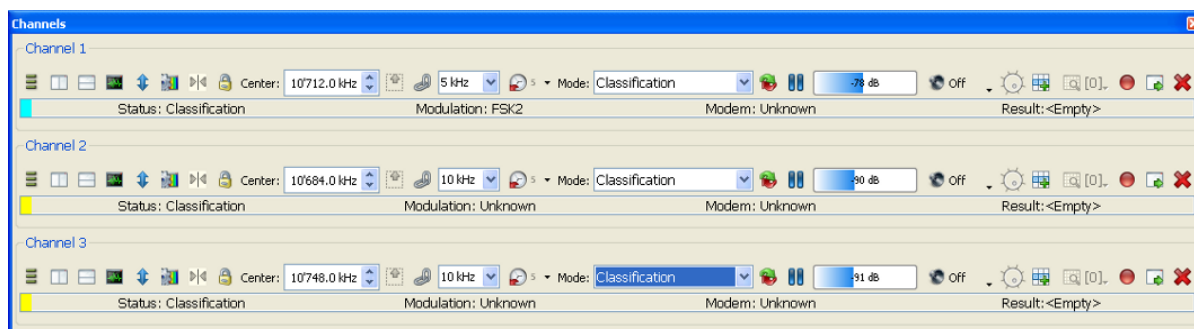 Channels
Channel 1
Center: 10'712.0 kHz 5 kHz 5 Mode: Classification -78 dB Off [0]
Status: Classification Modulation: FSK2 Modem: Unknown Result:<Empty>
Channel 2
Center: 10'684.0 kHz 10 kHz 5 Mode: Classification -90 dB Off [0]
Status: Classification Modulation: Unknown Modem: Unknown Result:<Empty>
Channel 3
Center: 10'748.0 kHz 10 kHz 5 Mode: Classification -91 dB Off [0]
Status: Classification Modulation: Unknown Modem: Unknown Result:<Empty>